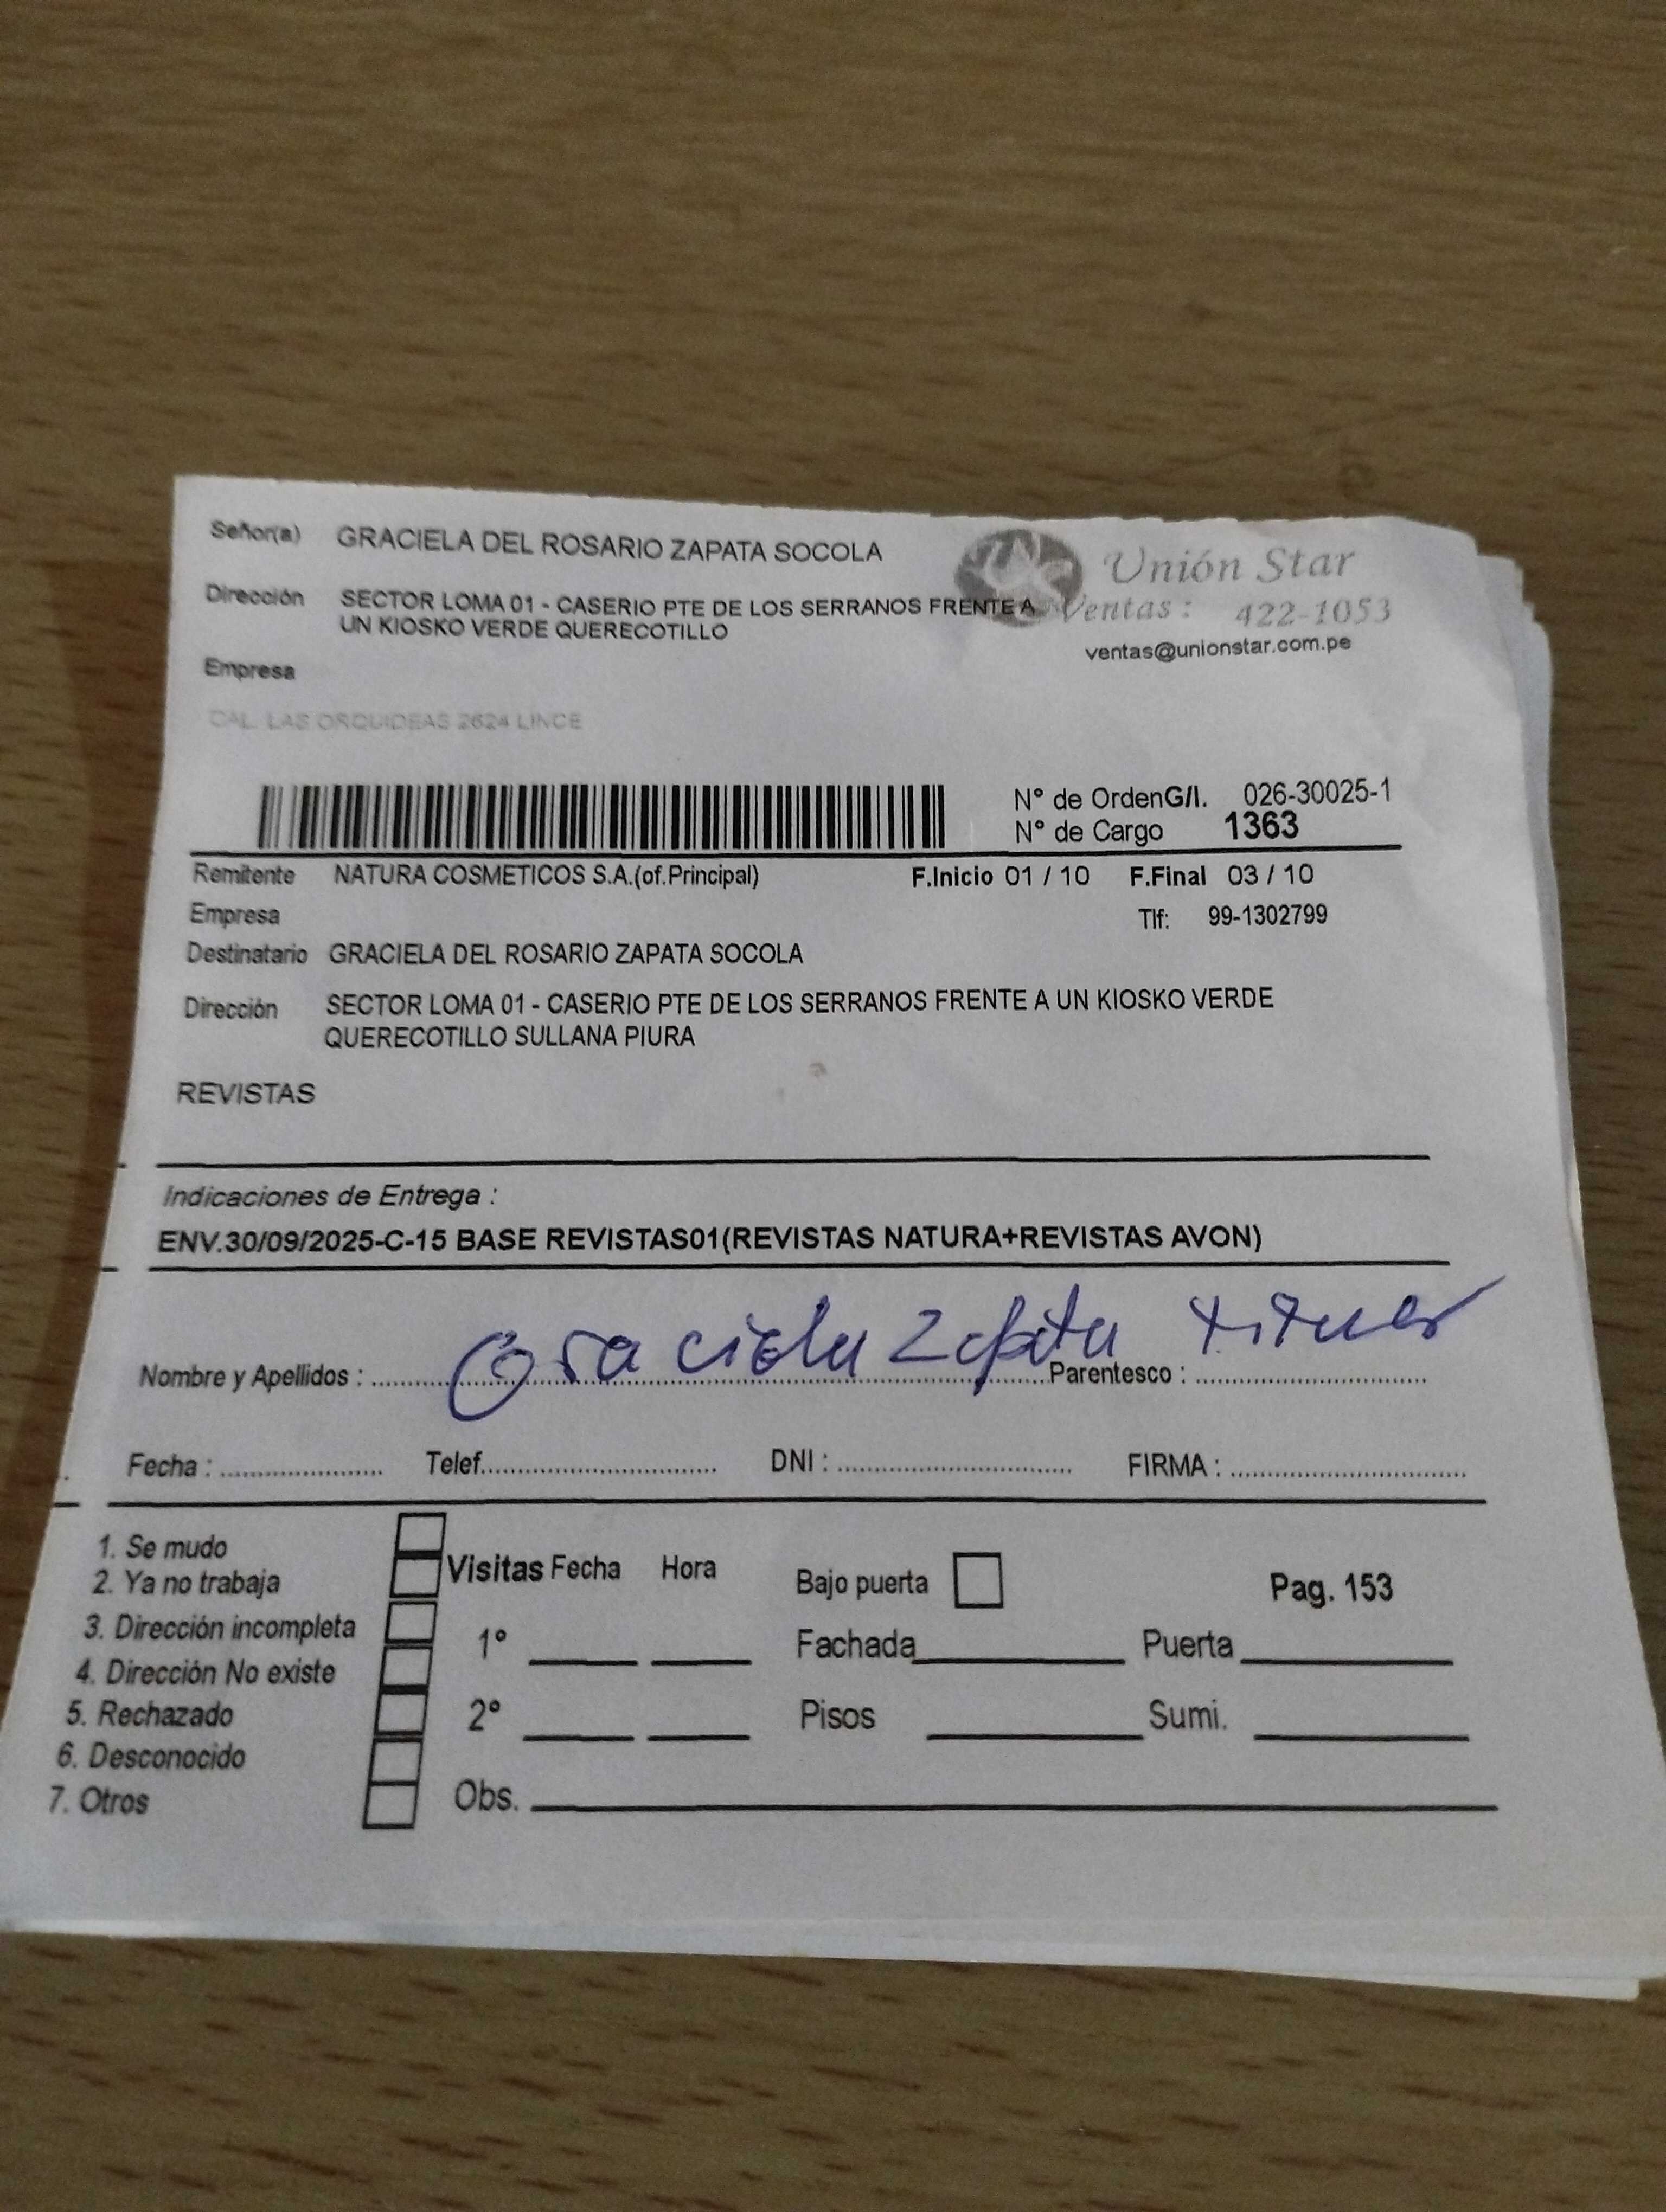 Señor(a) GRACIELA DEL ROSARIO ZAPATA SOCOLA
Unión Star
Dirección SECTOR LOMA 01 - CASERIO PTE DE LOS SERRANOS FRENTE A
UN KIOSKO VERDE QUERECOTILLO
Ventas : 422-1053
ventas@unionstar.com.pe
Empresa
CAL. LAS ORQUIDEAS 2624 LINCE
N° de OrdenG/I. 026-30025-1
N° de Cargo 1363
Remitente NATURA COSMETICOS S.A.(of.Principal) F.Inicio 01 / 10 F.Final 03 / 10
Empresa Tlf: 99-1302799
Destinatario GRACIELA DEL ROSARIO ZAPATA SOCOLA
Dirección SECTOR LOMA 01 - CASERIO PTE DE LOS SERRANOS FRENTE A UN KIOSKO VERDE
QUERECOTILLO SULLANA PIURA
REVISTAS
Indicaciones de Entrega :
ENV.30/09/2025-C-15 BASE REVISTAS01(REVISTAS NATURA+REVISTAS AVON)
Nombre y Apellidos : Graciela Zapata Parentesco :
Fecha : Telef. DNI : FIRMA :
1. Se mudo
2. Ya no trabaja
3. Dirección incompleta
4. Dirección No existe
5. Rechazado
6. Desconocido
7. Otros
Visitas Fecha Hora
1°
2°
Obs.
Bajo puerta
Pag. 153
Fachada Puerta
Pisos Sumi.